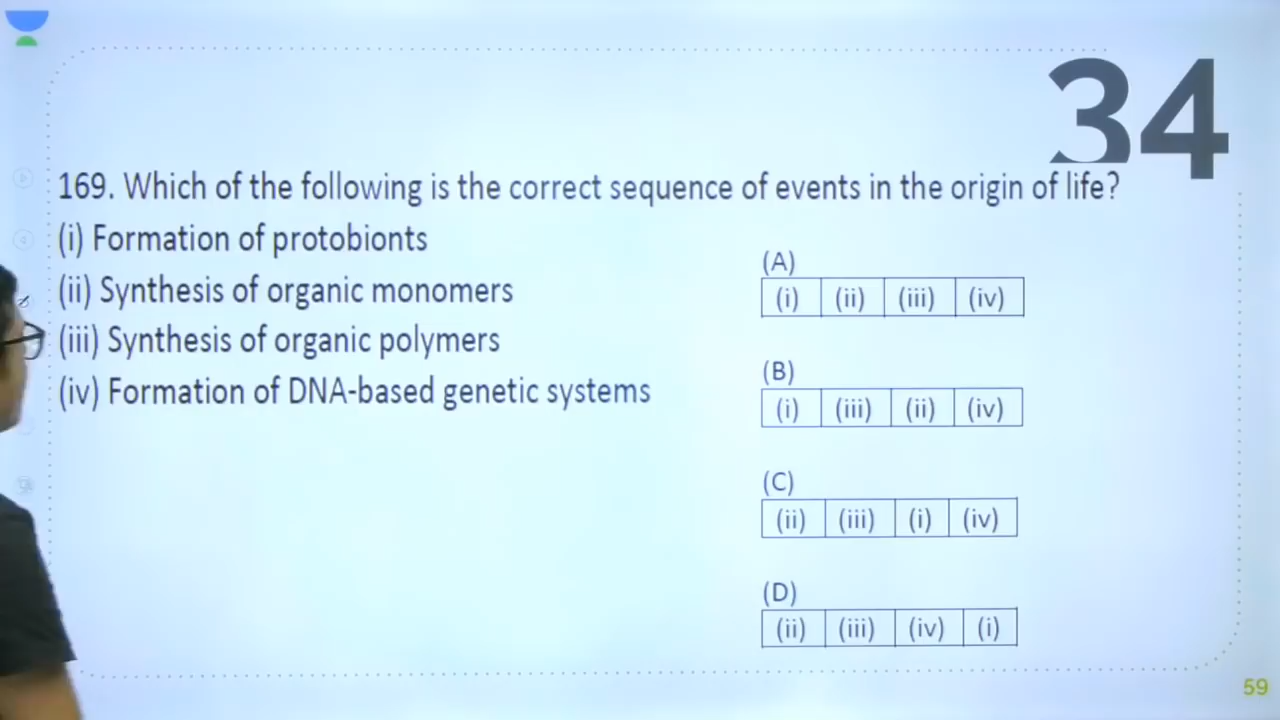 34
169. Which of the following is the correct sequence of events in the origin of life?
(i) Formation of protobionts
(ii) Synthesis of organic monomers
(iii) Synthesis of organic polymers
(iv) Formation of DNA-based genetic systems
(A)
(i) (ii) (iii) (iv)
(B)
(i) (iii) (ii) (iv)
(C)
(ii) (iii) (i) (iv)
(D)
(ii) (iii) (iv) (i)
59